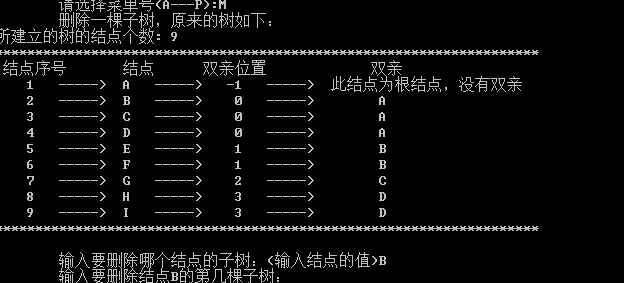 请选择菜单号(A---P):M
删除一棵子树，原来的树如下：
所建立的树的结点个数：9
**********************************************************************
结点序号 结点 双亲位置 双亲
1 -----> A -----> -1 -----> 此结点为根结点，没有双亲
2 -----> B -----> 0 -----> A
3 -----> C -----> 0 -----> A
4 -----> D -----> 0 -----> A
5 -----> E -----> 1 -----> B
6 -----> F -----> 1 -----> B
7 -----> G -----> 2 -----> C
8 -----> H -----> 3 -----> D
9 -----> I -----> 3 -----> D
**********************************************************************
输入要删除哪个结点的子树：(输入结点的值)B
输入要删除结点B的第几棵子树：